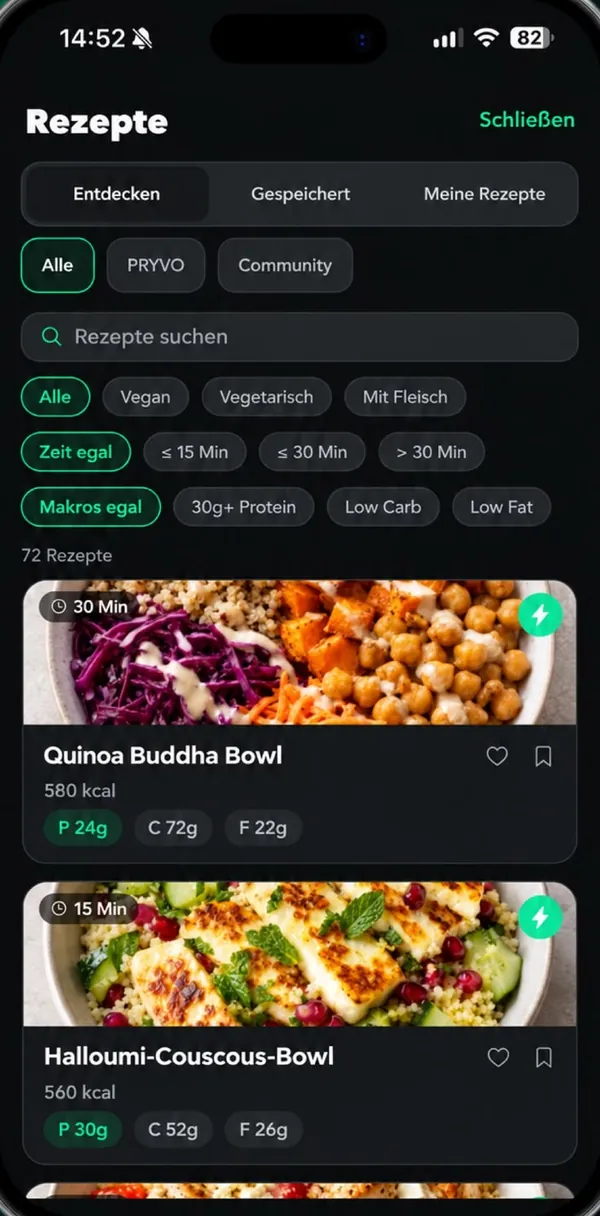 14:52 82
Rezepte Schließen
Entdecken Gespeichert Meine Rezepte
Alle PRYVO Community
Rezepte suchen
Alle Vegan Vegetarisch Mit Fleisch
Zeit egal ≤ 15 Min ≤ 30 Min > 30 Min
Makros egal 30g+ Protein Low Carb Low Fat
72 Rezepte
30 Min
Quinoa Buddha Bowl
580 kcal
P 24g C 72g F 22g
15 Min
Halloumi-Couscous-Bowl
560 kcal
P 30g C 52g F 26g